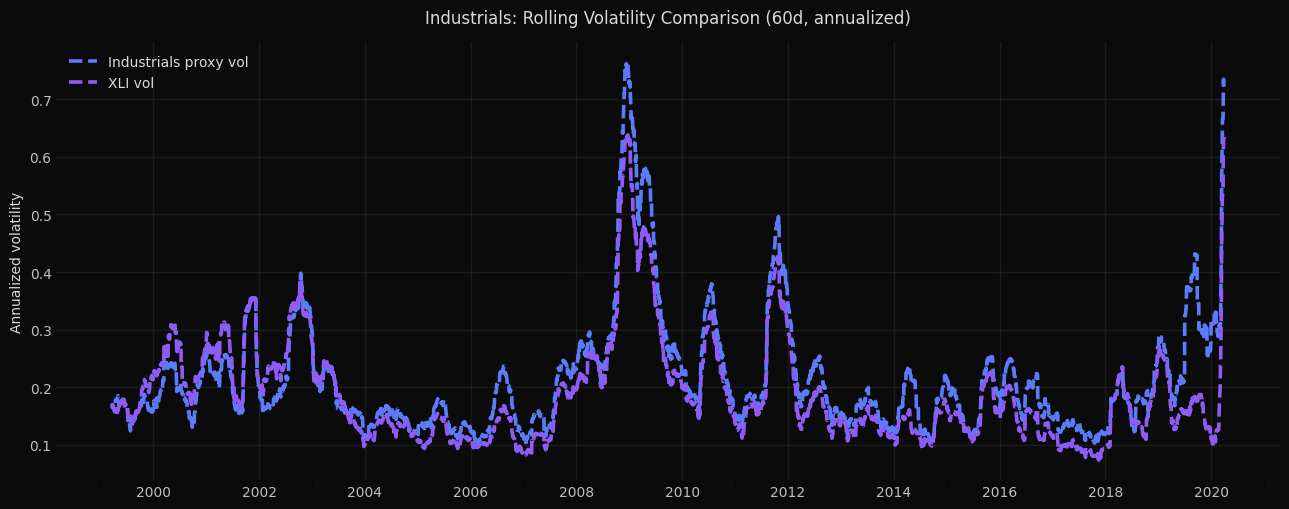 Industrials: Rolling Volatility Comparison (60d, annualized)
Industrials proxy vol
XLI vol
Annualized volatility
0.7
0.6
0.5
0.4
0.3
0.2
0.1
2000 2002 2004 2006 2008 2010 2012 2014 2016 2018 2020